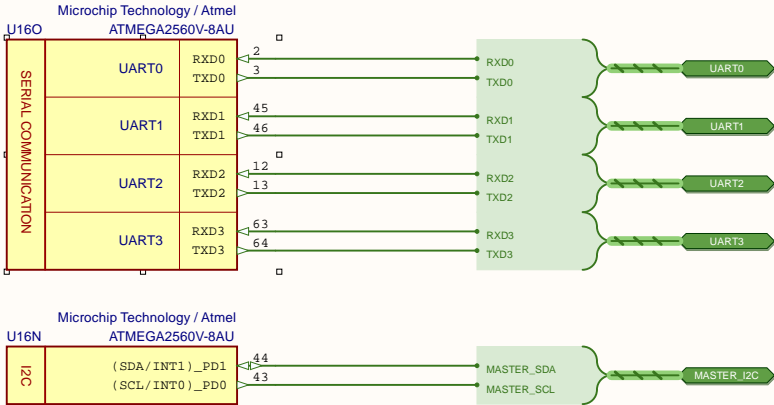 Microchip Technology / Atmel
U16O
ATMEGA2560V-8AU
SERIAL COMMUNICATION
UART0
RXD0
2
TXD0
3
RXD0
TXD0
UART0
UART1
RXD1
45
TXD1
46
RXD1
TXD1
UART1
UART2
RXD2
12
TXD2
13
RXD2
TXD2
UART2
UART3
RXD3
63
TXD3
64
RXD3
TXD3
UART3
Microchip Technology / Atmel
U16N
ATMEGA2560V-8AU
I2C
(SDA/INT1)_PD1
44
(SCL/INT0)_PD0
43
MASTER_SDA
MASTER_SCL
MASTER_I2C